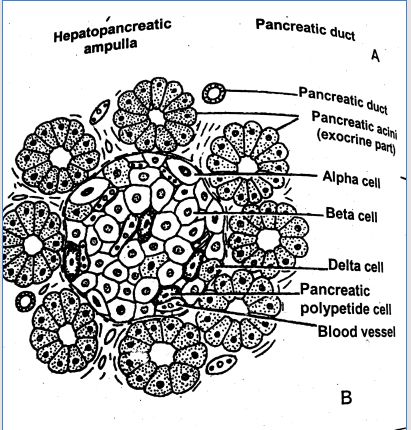 Hepatopancreatic
ampulla
Pancreatic duct
A
Pancreatic duct
Pancreatic acini
(exocrine part)
Alpha cell
Beta cell
Delta cell
Pancreatic
polypetide cell
Blood vessel
B